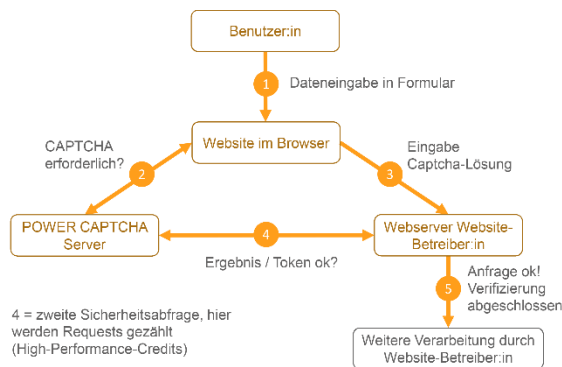 Benutzer:in
1
Dateneingabe in Formular
CAPTCHA
erforderlich?
2
Website im Browser
Eingabe
Captcha-Lösung
3
POWER CAPTCHA
Server
4
Ergebnis / Token ok?
Webserver Website-
Betreiber:in
5
Anfrage ok!
Verifizierung
abgeschlossen
4 = zweite Sicherheitsabfrage, hier
werden Requests gezählt
(High-Performance-Credits)
Weitere Verarbeitung durch
Website-Betreiber:in